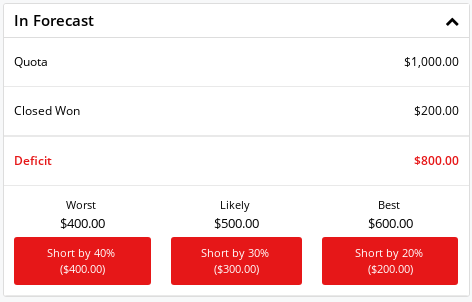 In Forecast
Quota $1,000.00
Closed Won $200.00
Deficit $800.00
Worst Likely Best
$400.00 $500.00 $600.00
Short by 40% Short by 30% Short by 20%
($400.00) ($300.00) ($200.00)